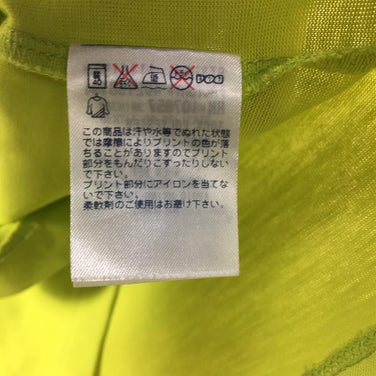 この商品は汗や水等でぬれた状態
では摩擦によりプリントの色が落
ちることがありますのでプリント
部分をもんだりこすったりしない
で下さい。
プリント部分にアイロンを当てな
いで下さい。
柔軟剤のご使用はお避け下さい。